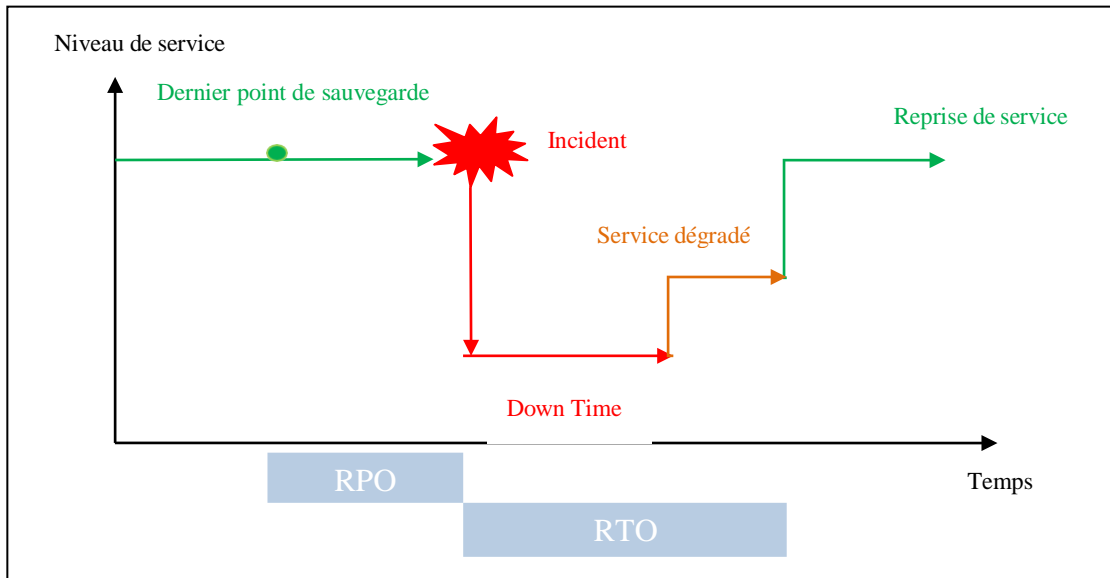 Niveau de service
Dernier point de sauvegarde
Incident
Reprise de service
Service dégradé
Down Time
Temps
RPO
RTO